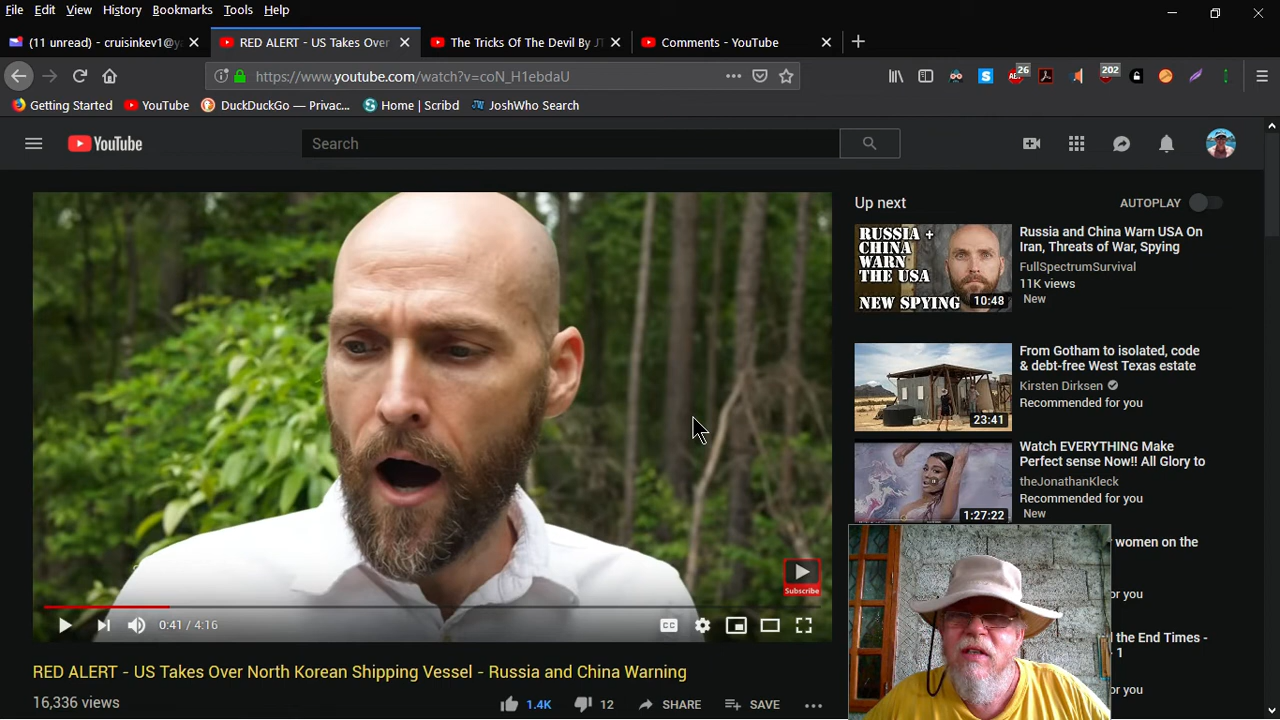 File Edit View History Bookmarks Tools Help
(11 unread) - cruisinkev1@y
RED ALERT - US Takes Over
The Tricks Of The Devil By JT
Comments - YouTube
https://www.youtube.com/watch?v=coN_H1ebdaU
26
202
Getting Started YouTube DuckDuckGo — Privac... Home | Scribd JoshWho Search
YouTube
Search
Up next
AUTOPLAY
RUSSIA +
CHINA
WARN
THE USA
NEW SPYING
10:48
Russia and China Warn USA On
Iran, Threats of War, Spying
FullSpectrumSurvival
11K views
New
From Gotham to isolated, code
& debt-free West Texas estate
Kirsten Dirksen
Recommended for you
23:41
Watch EVERYTHING Make
Perfect sense Now!! All Glory to
theJonathanKleck
Recommended for you
New
1:27:22
women on the
or you
the End Times -
1
or you
Subscribe
0:41 / 4:16
CC
RED ALERT - US Takes Over North Korean Shipping Vessel - Russia and China Warning
16,336 views
1.4K
12
SHARE
SAVE